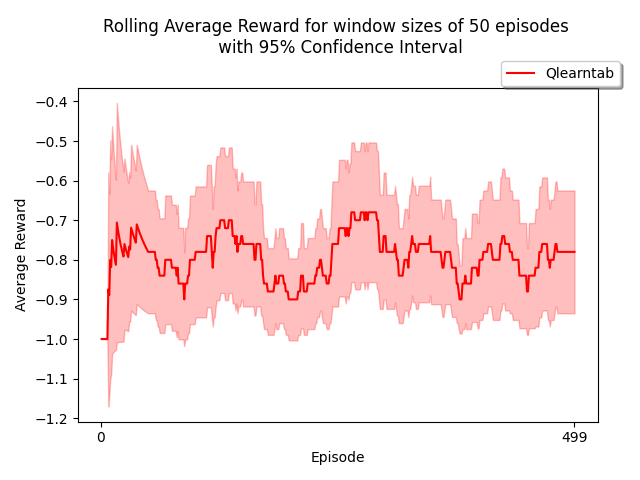 Rolling Average Reward for window sizes of 50 episodes
with 95% Confidence Interval
Qlearntab
−0.4
−0.5
−0.6
−0.7
−0.8
−0.9
−1.0
−1.1
−1.2
Average Reward
0
499
Episode